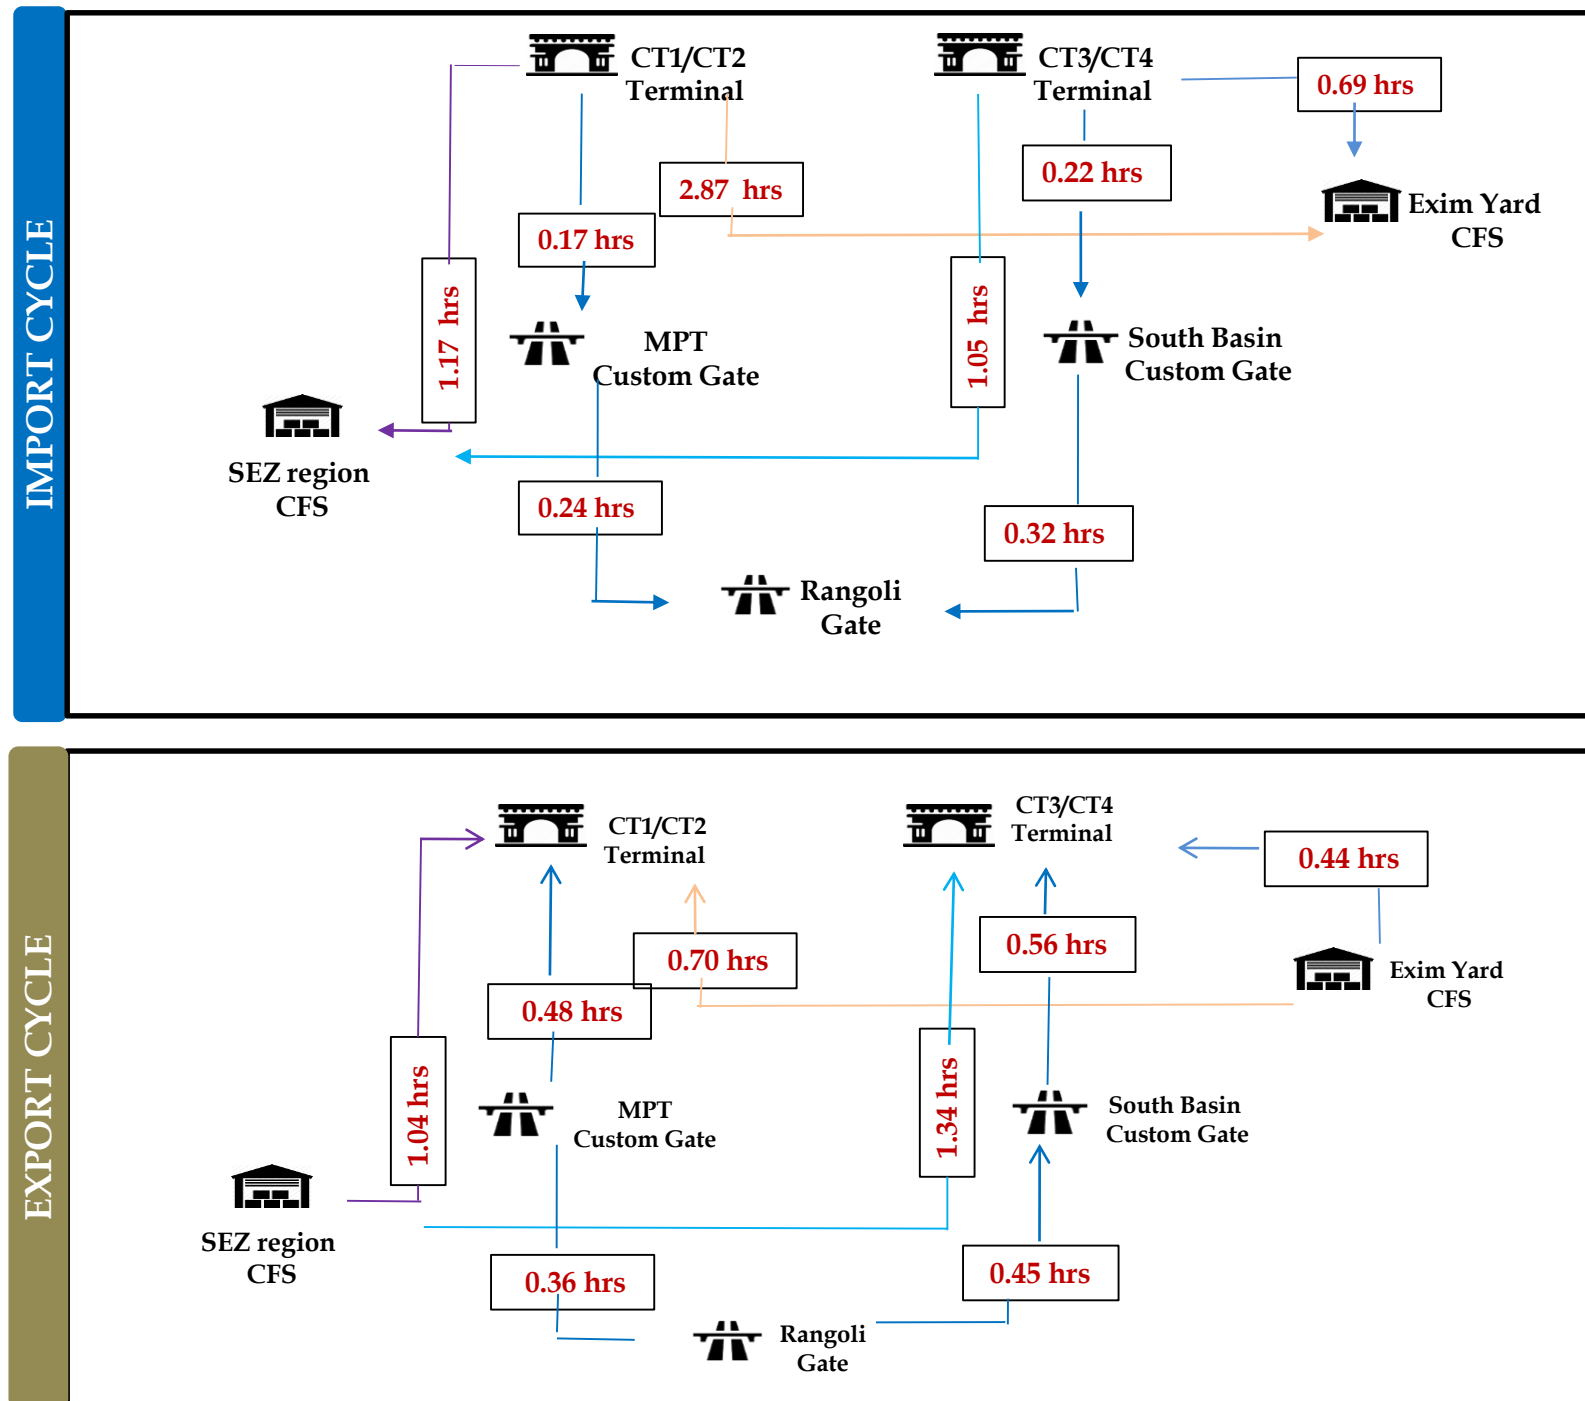 IMPORT CYCLE
CT1/CT2
Terminal
CT3/CT4
Terminal
0.69 hrs
2.87 hrs
0.22 hrs
Exim Yard
CFS
0.17 hrs
1.17 hrs
1.05 hrs
MPT
Custom Gate
South Basin
Custom Gate
SEZ region
CFS
0.24 hrs
0.32 hrs
Rangoli
Gate
EXPORT CYCLE
CT1/CT2
Terminal
CT3/CT4
Terminal
0.44 hrs
0.70 hrs
0.56 hrs
Exim Yard
CFS
0.48 hrs
1.04 hrs
1.34 hrs
MPT
Custom Gate
South Basin
Custom Gate
SEZ region
CFS
0.36 hrs
0.45 hrs
Rangoli
Gate